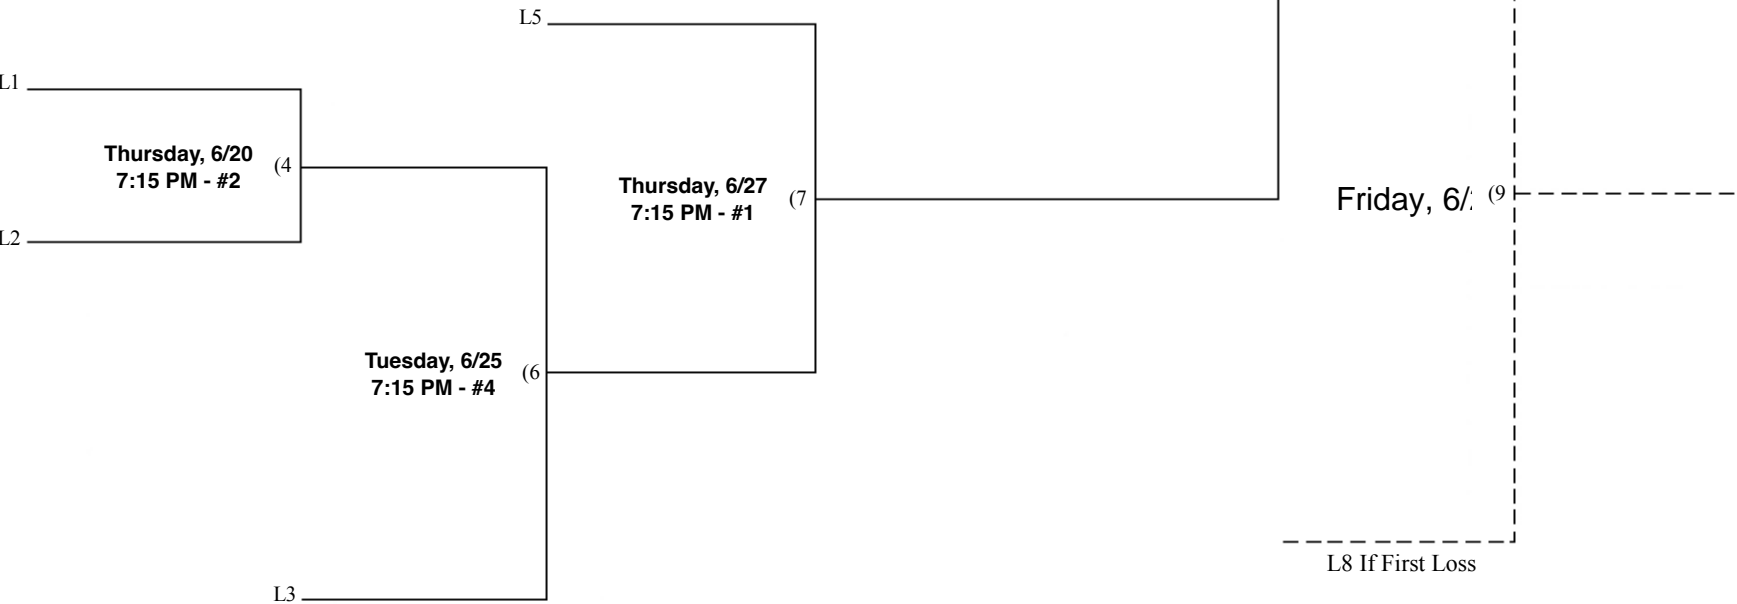 L5
L1
Thursday, 6/20
7:15 PM - #2
(4
L2
Thursday, 6/27
7:15 PM - #1
(7
Friday, 6/
(9
Tuesday, 6/25
7:15 PM - #4
(6
L8 If First Loss
L3